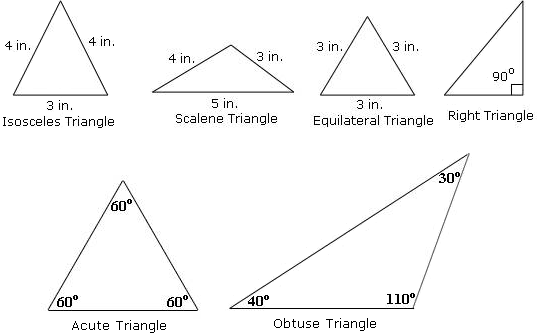 4 in.
4 in.
3 in.
Isosceles Triangle
4 in.
3 in.
5 in.
Scalene Triangle
3 in.
3 in.
3 in.
Equilateral Triangle
90°
Right Triangle
60°
60°
60°
Acute Triangle
30°
40°
110°
Obtuse Triangle